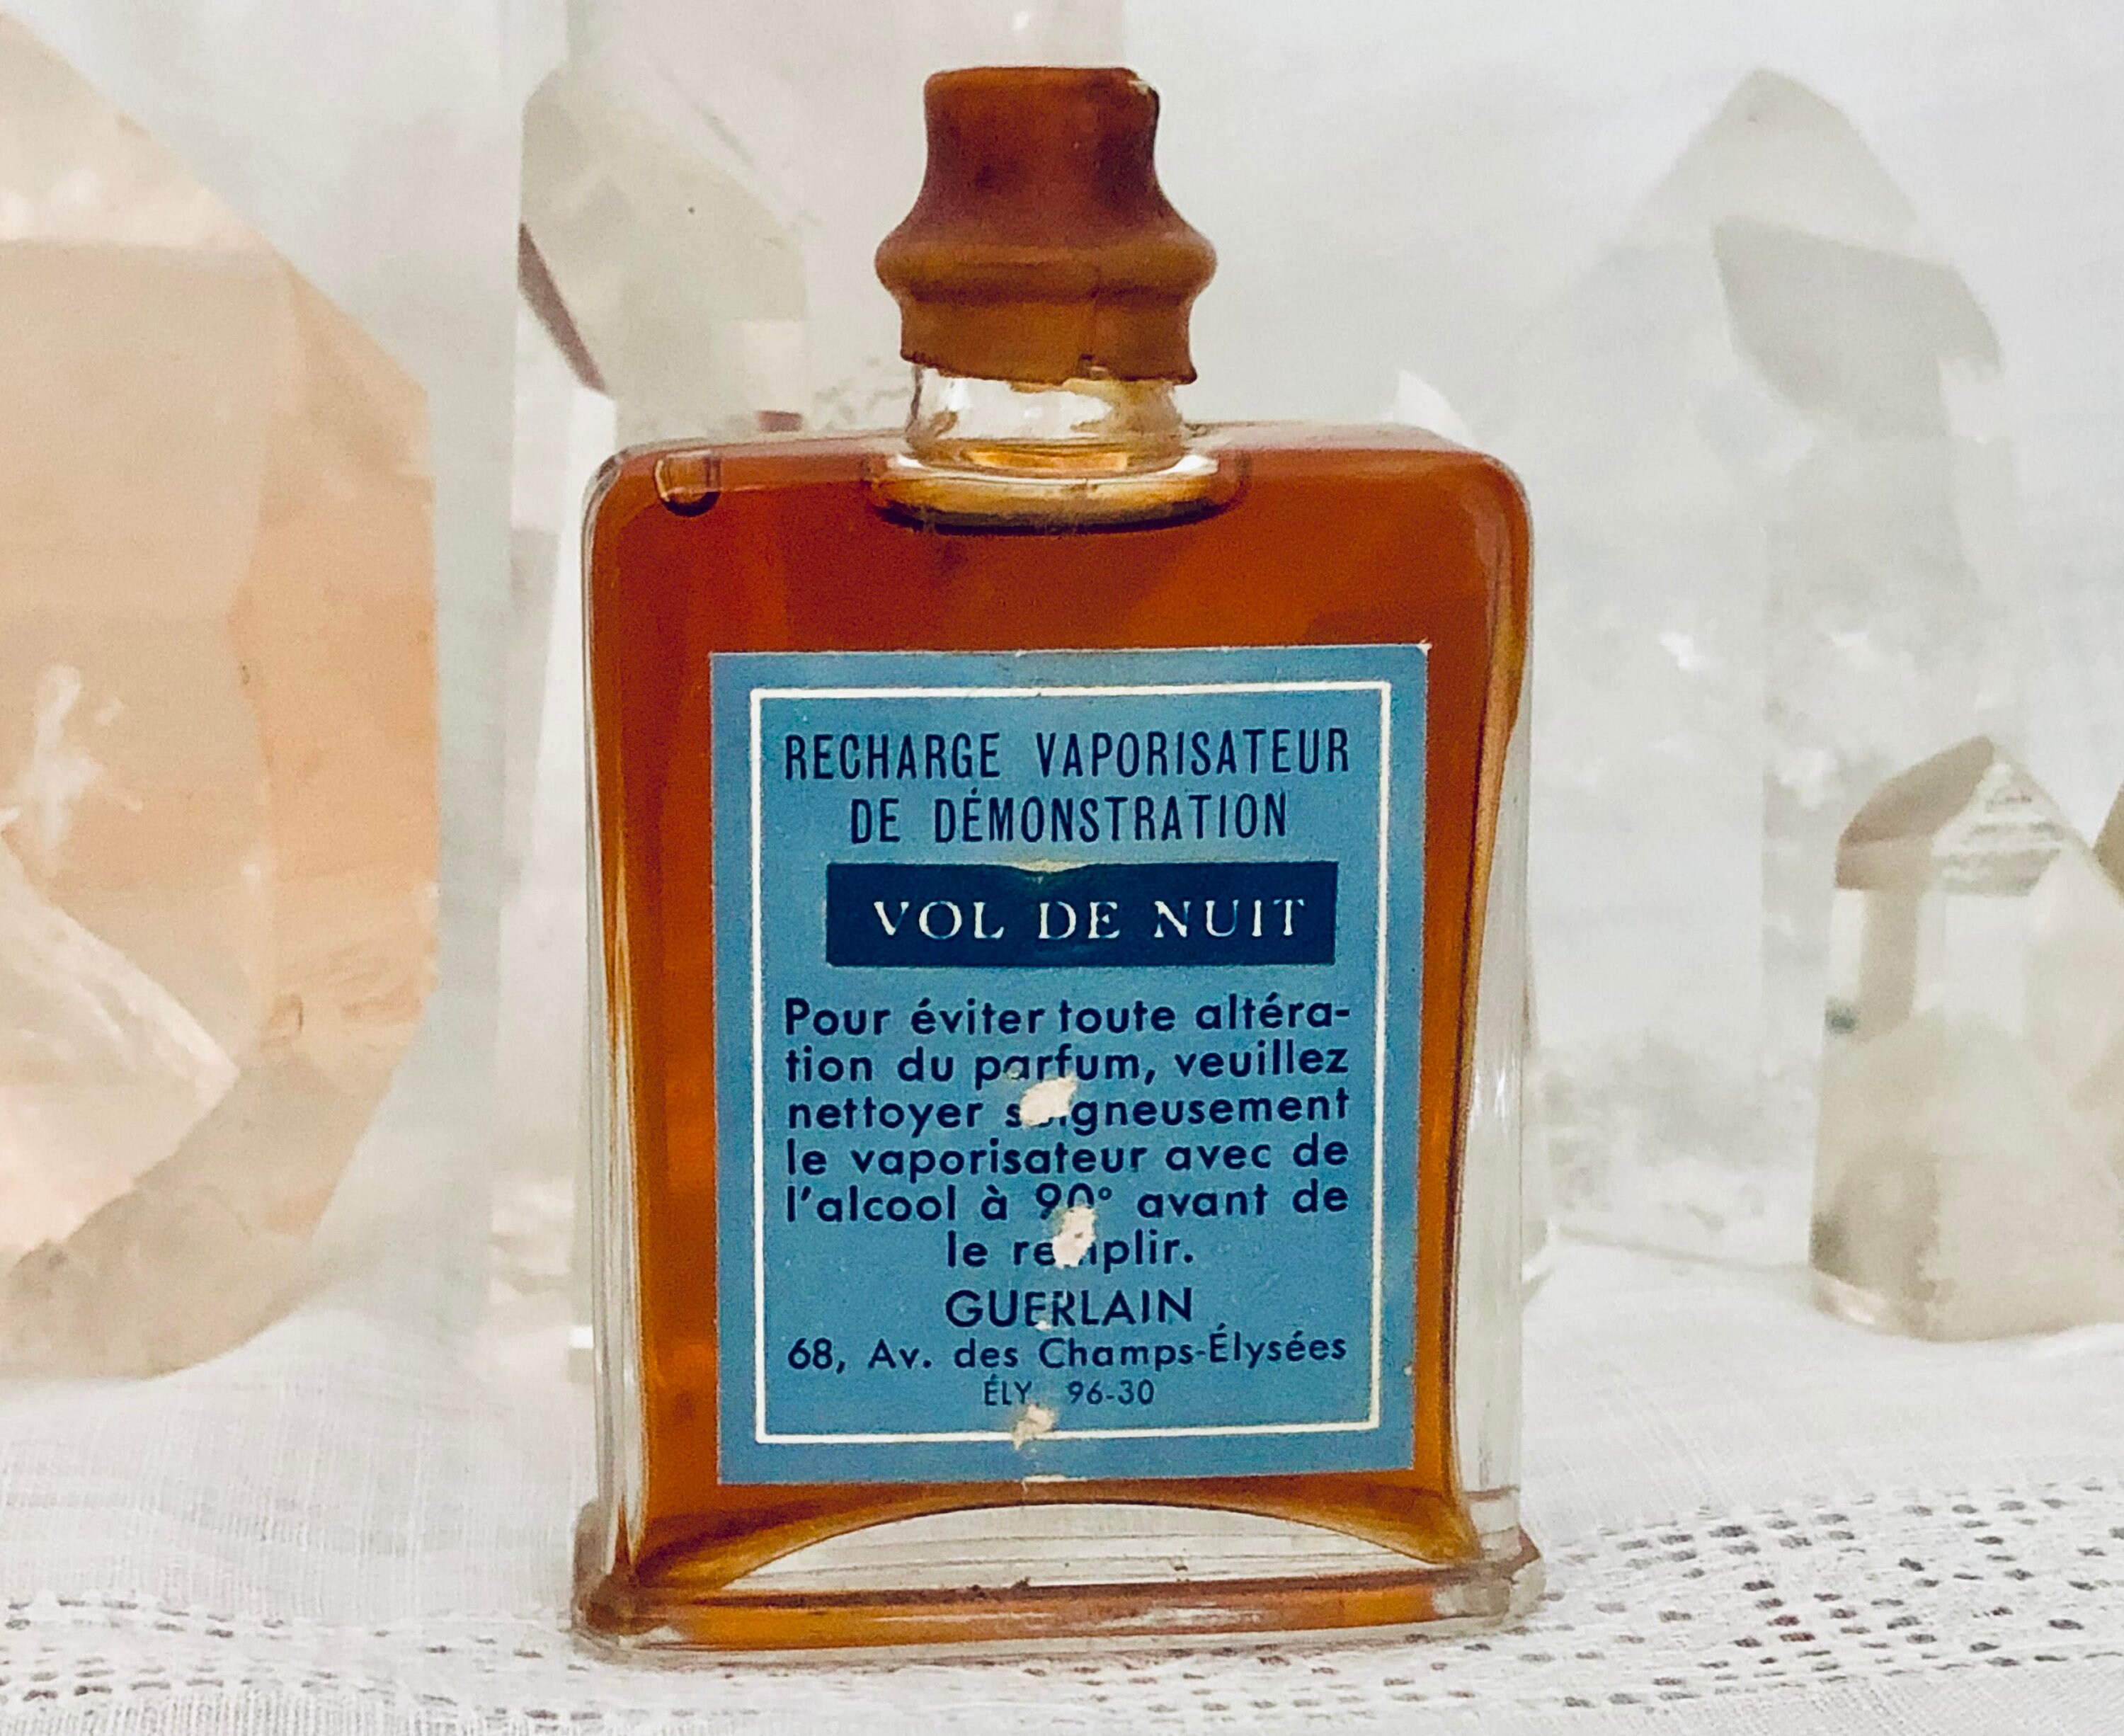 RECHARGE VAPORISATEUR
DE DÉMONSTRATION
VOL DE NUIT
Pour éviter toute altéra-
tion du parfum, veuillez
nettoyer soigneusement
le vaporisateur avec de
l'alcool à 90° avant de
le remplir.
GUERLAIN
68, Av. des Champs-Élysées
ÉLY 96-30